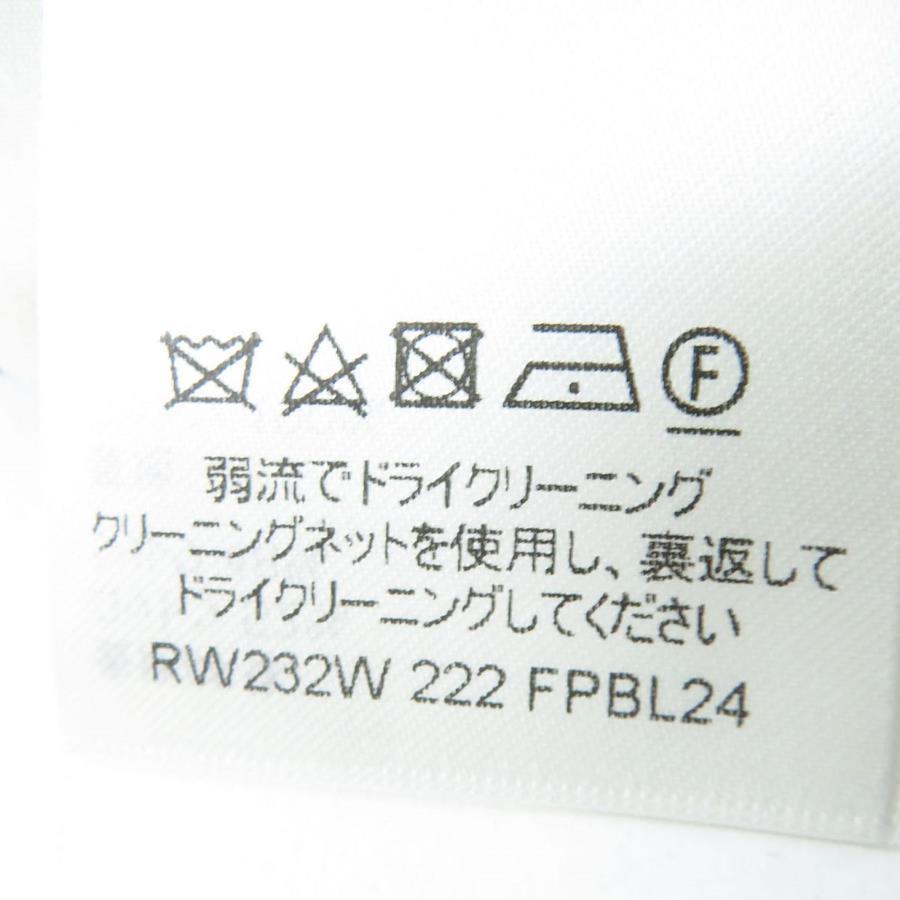 F
弱流でドライクリーニング
クリーニングネットを使用し、裏返して
ドライクリーニングしてください
RW232W 222 FPBL24